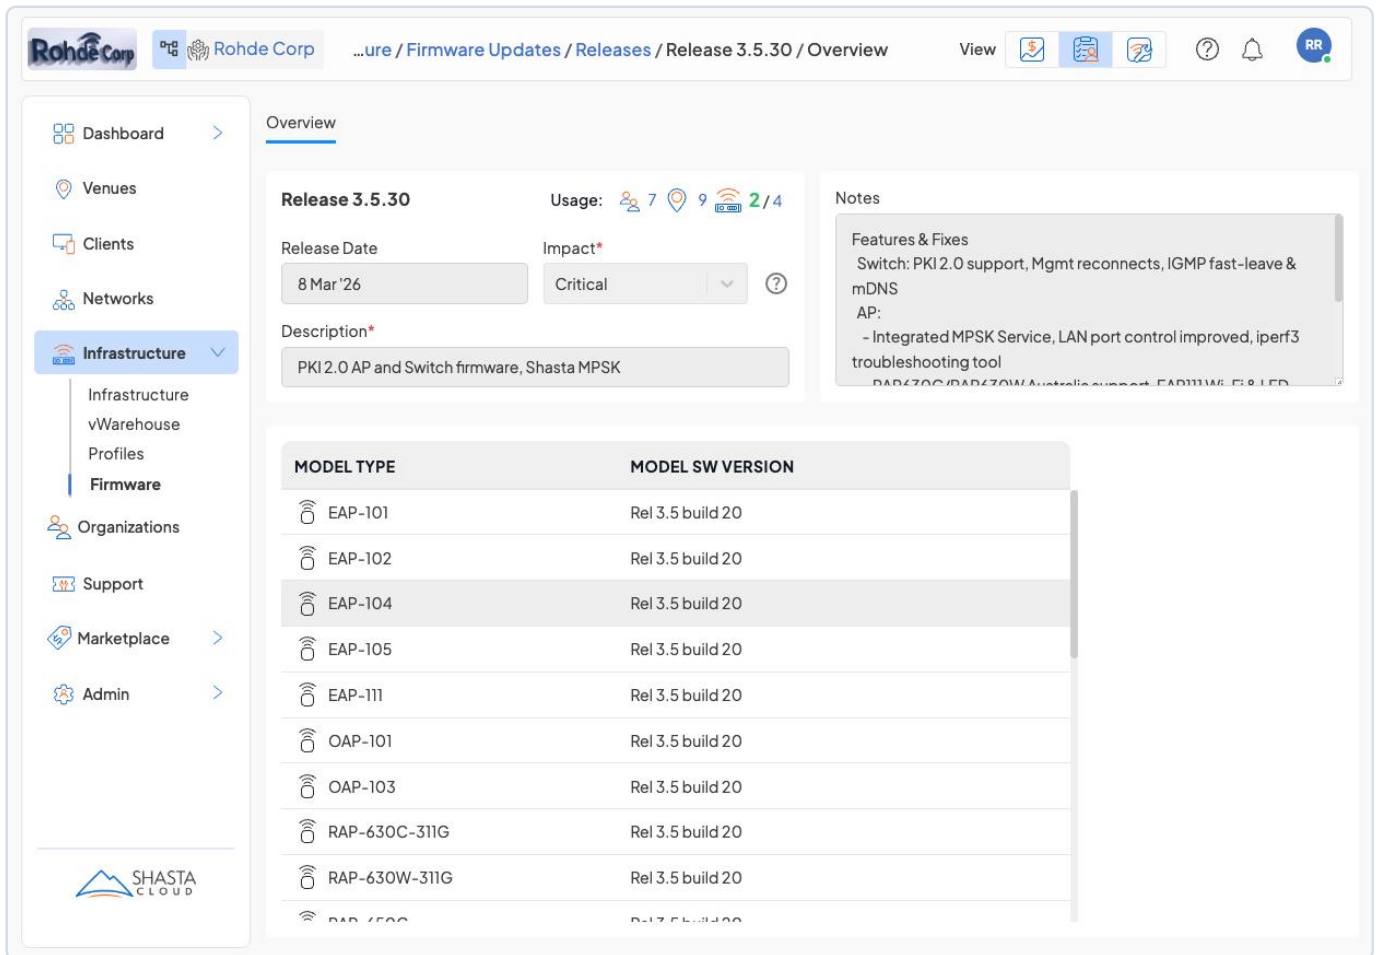 Rohde Corp
Rohde Corp
...ure / Firmware Updates / Releases / Release 3.5.30 / Overview
View
RR
Dashboard
Venues
Clients
Networks
Infrastructure
Infrastructure
vWarehouse
Profiles
Firmware
Organizations
Support
Marketplace
Admin
SHASTA
CLOUD
Overview
Release 3.5.30
Usage: 7 9 2/4
Release Date
Impact*
8 Mar '26
Critical
Description*
PKI 2.0 AP and Switch firmware, Shasta MPSK
Notes
Features & Fixes
Switch: PKI 2.0 support, Mgmt reconnects, IGMP fast-leave &
mDNS
AP:
- Integrated MPSK Service, LAN port control improved, iperf3
troubleshooting tool
RAP630C/RAP630W Australia support, EAP111 Wi-Fi & LED
MODEL TYPE MODEL SW VERSION
EAP-101 Rel 3.5 build 20
EAP-102 Rel 3.5 build 20
EAP-104 Rel 3.5 build 20
EAP-105 Rel 3.5 build 20
EAP-111 Rel 3.5 build 20
OAP-101 Rel 3.5 build 20
OAP-103 Rel 3.5 build 20
RAP-630C-311G Rel 3.5 build 20
RAP-630W-311G Rel 3.5 build 20